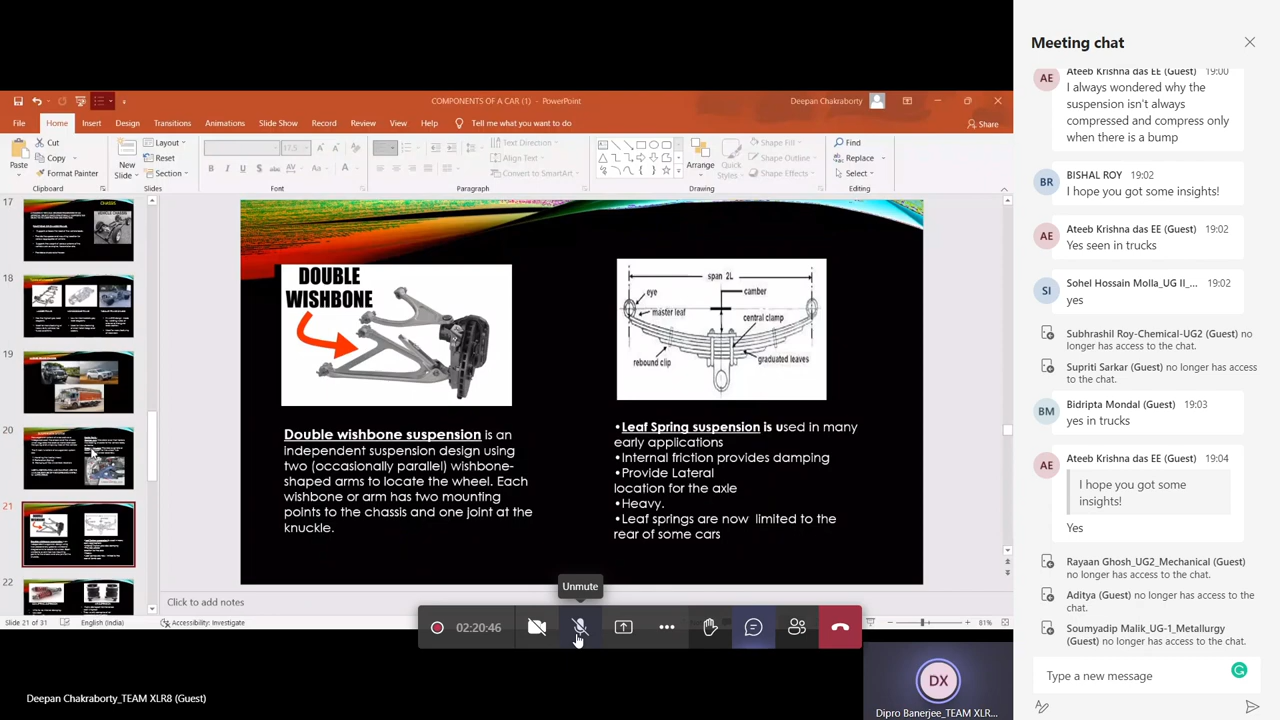 COMPONENTS OF A CAR (1) - PowerPoint
Deepan Chakraborty
File Home Insert Design Transitions Animations Slide Show Record Review View Help Tell me what you want to do
Share
Paste
Cut
Copy
Format Painter
Clipboard
New
Slide
Layout
Reset
Section
Slides
17.5
Font
Paragraph
Text Direction
Align Text
Convert to SmartArt
Arrange
Quick
Styles
Shape Fill
Shape Outline
Shape Effects
Drawing
Find
Replace
Select
Editing
17
18
19
20
21
22
DOUBLE
WISHBONE
Double wishbone suspension is an
independent suspension design using
two (occasionally parallel) wishbone-
shaped arms to locate the wheel. Each
wishbone or arm has two mounting
points to the chassis and one joint at the
knuckle.
span 2L
eye
camber
master leaf
central clamp
rebound clip
graduated leaves
•Leaf Spring suspension is used in many
early applications
•Internal friction provides damping
•Provide Lateral
location for the axle
•Heavy.
•Leaf springs are now limited to the
rear of some cars
Click to add notes
Slide 21 of 31
English (India)
Accessibility: Investigate
81%
Unmute
02:20:46
Deepan Chakraborty_TEAM XLR8 (Guest)
DX
Dipro Banerjee_TEAM XLR...
Meeting chat
AE
Ateeb Krishna das EE (Guest) 19:00
I always wondered why the
suspension isn't always
compressed and compress only
when there is a bump
BR
BISHAL ROY 19:02
I hope you got some insights!
AE
Ateeb Krishna das EE (Guest) 19:02
Yes seen in trucks
SI
Sohel Hossain Molla_UG II_... 19:02
yes
Subhrashil Roy-Chemical-UG2 (Guest) no
longer has access to the chat.
Supriti Sarkar (Guest) no longer has access
to the chat.
BM
Bidripta Mondal (Guest) 19:03
yes in trucks
AE
Ateeb Krishna das EE (Guest) 19:04
I hope you got some
insights!
Yes
Rayaan Ghosh_UG2_Mechanical (Guest)
no longer has access to the chat.
Aditya (Guest) no longer has access to the
chat.
Soumyadip Malik_UG-1_Metallurgy
(Guest) no longer has access to the chat.
Type a new message